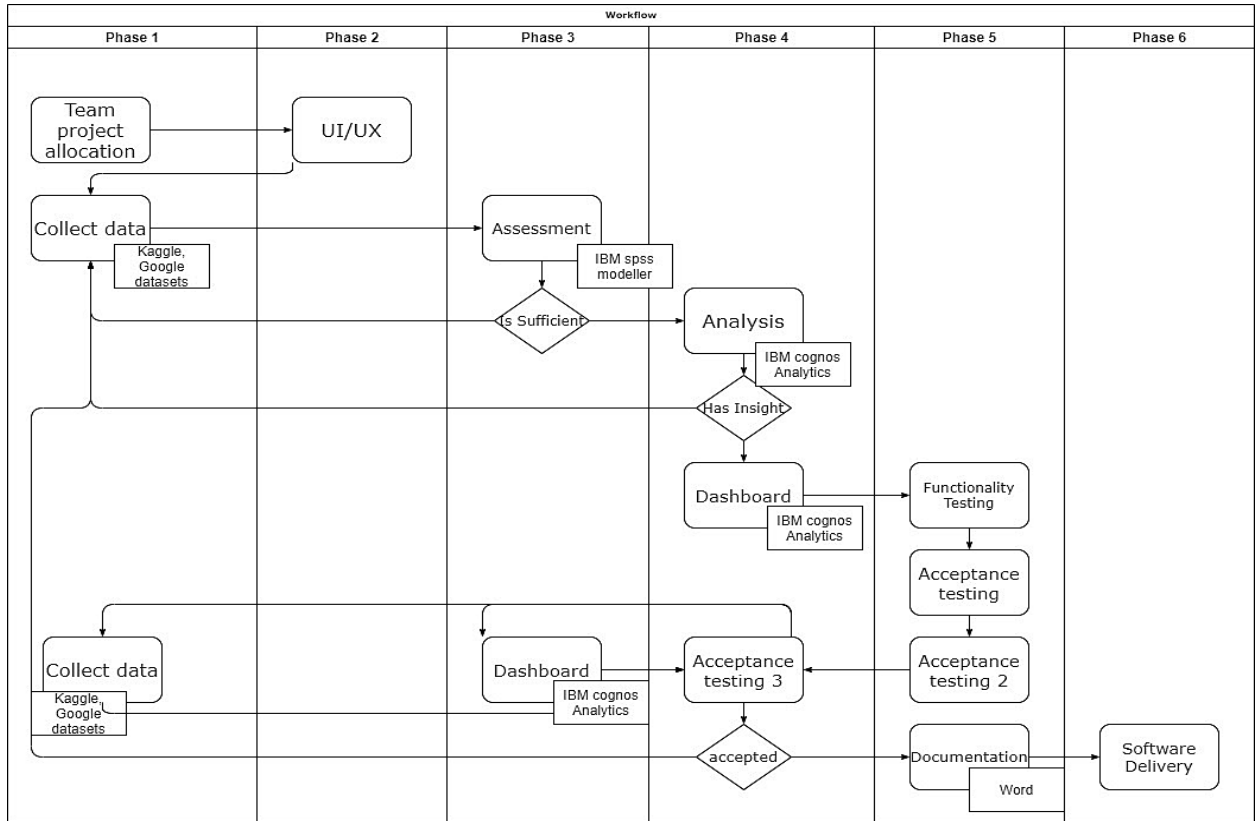 Workflow
Phase 1
Phase 2
Phase 3
Phase 4
Phase 5
Phase 6
Team
project
allocation
UI/UX
Collect data
Kaggle,
Google
datasets
Assessment
IBM spss
modeller
Is Sufficient
Analysis
IBM cognos
Analytics
Has Insight
Dashboard
IBM cognos
Analytics
Functionality
Testing
Acceptance
testing
Collect data
Kaggle,
Google
datasets
Dashboard
IBM cognos
Analytics
Acceptance
testing 3
Acceptance
testing 2
accepted
Documentation
Word
Software
Delivery